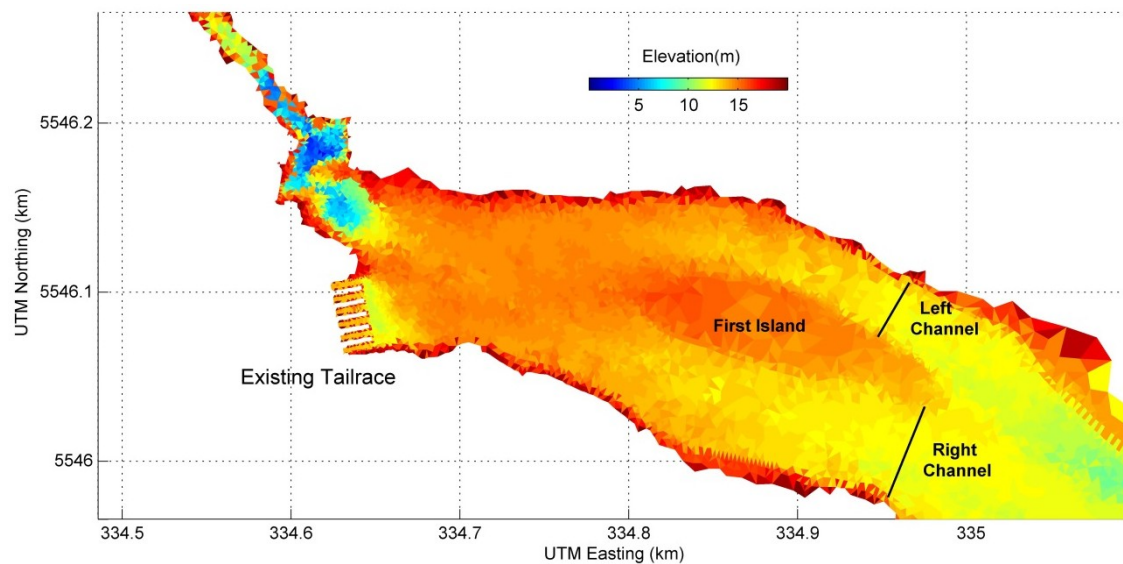 Elevation(m)
5 10 15
5546.2
5546.1
5546
UTM Northing (km)
First Island
Left
Channel
Existing Tailrace
Right
Channel
334.5 334.6 334.7 334.8 334.9 335
UTM Easting (km)